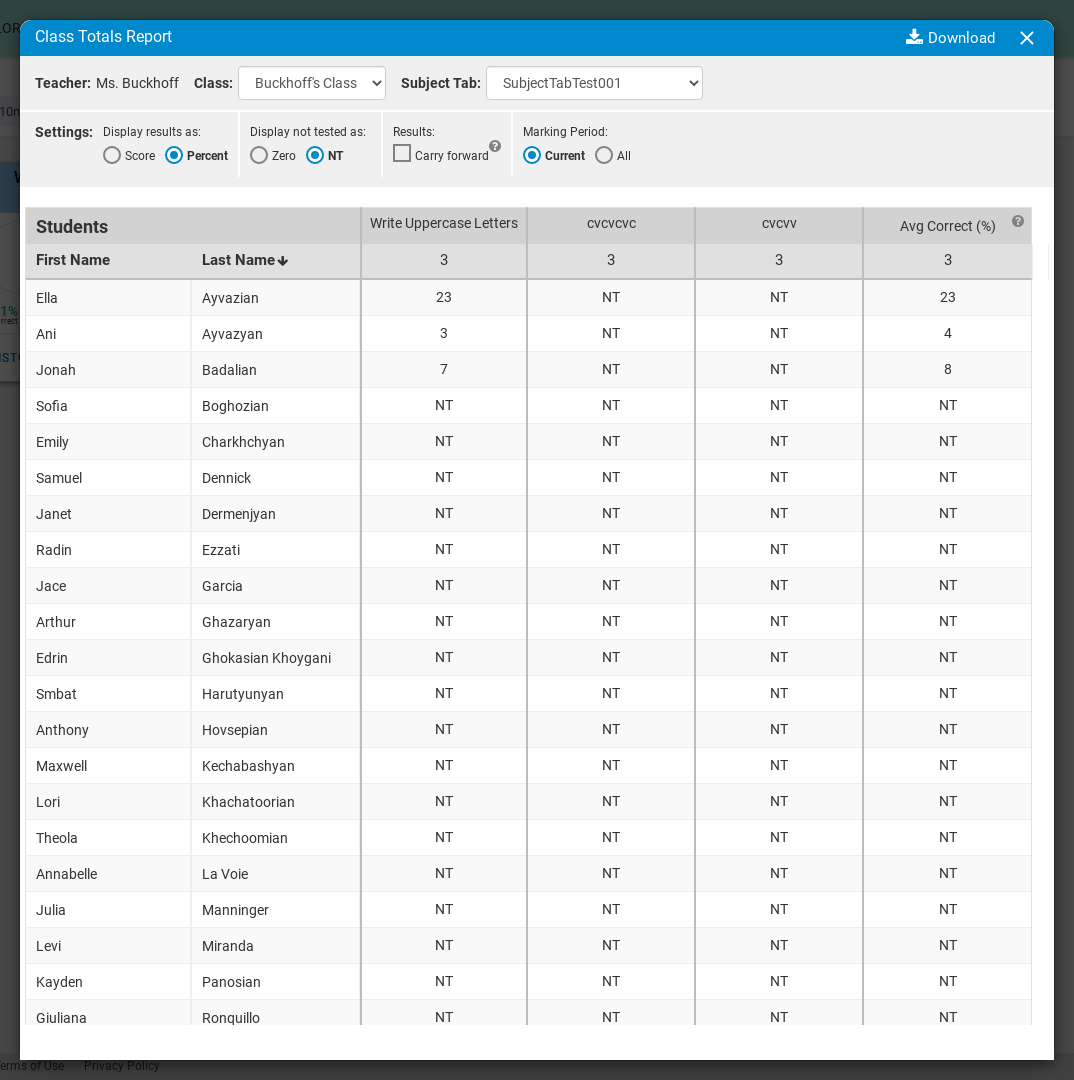 Class Totals Report Download
Teacher: Ms. Buckhoff Class: Buckhoff's Class Subject Tab: SubjectTabTest001
Settings: Display results as: Display not tested as: Results: Marking Period:
Score Percent Zero NT Carry forward Current All
Students Write Uppercase Letters cvcvcvc cvcvv Avg Correct (%)
First Name Last Name 3 3 3 3
Ella Ayvazian 23 NT NT 23
Ani Ayvazyan 3 NT NT 4
Jonah Badalian 7 NT NT 8
Sofia Boghozian NT NT NT NT
Emily Charkhchyan NT NT NT NT
Samuel Dennick NT NT NT NT
Janet Dermenjyan NT NT NT NT
Radin Ezzati NT NT NT NT
Jace Garcia NT NT NT NT
Arthur Ghazaryan NT NT NT NT
Edrin Ghokasian Khoygani NT NT NT NT
Smbat Harutyunyan NT NT NT NT
Anthony Hovsepian NT NT NT NT
Maxwell Kechabashyan NT NT NT NT
Lori Khachatoorian NT NT NT NT
Theola Khechoomian NT NT NT NT
Annabelle La Voie NT NT NT NT
Julia Manninger NT NT NT NT
Levi Miranda NT NT NT NT
Kayden Panosian NT NT NT NT
Giuliana Ronquillo NT NT NT NT
of Use Privacy Policy